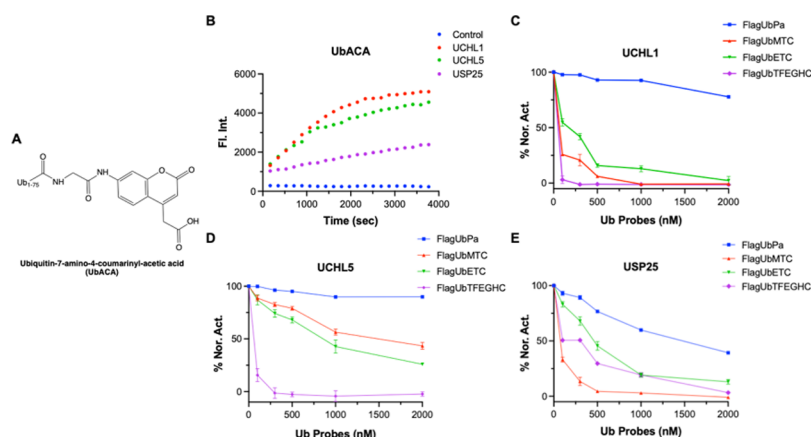 A
Ub1-75
O
N
H
O
H
N
O
O
O
OH
Ubiquitin-7-amino-4-coumarinyl-acetic acid
(UbACA)
B
UbACA
Control
UCHL1
UCHL5
USP25
6000
4000
2000
0
Fl. Int.
0 1000 2000 3000 4000
Time (sec)
C
UCHL1
FlagUbPa
FlagUbMTC
FlagUbETC
FlagUbTFEGHC
100
50
0
% Nor. Act.
0 500 1000 1500 2000
Ub Probes (nM)
D
UCHL5
FlagUbPa
FlagUbMTC
FlagUbETC
FlagUbTFEGHC
100
50
0
% Nor. Act.
0 500 1000 1500 2000
Ub Probes (nM)
E
USP25
FlagUbPa
FlagUbMTC
FlagUbETC
FlagUbTFEGHC
100
50
0
% Nor. Act.
0 500 1000 1500 2000
Ub Probes (nM)